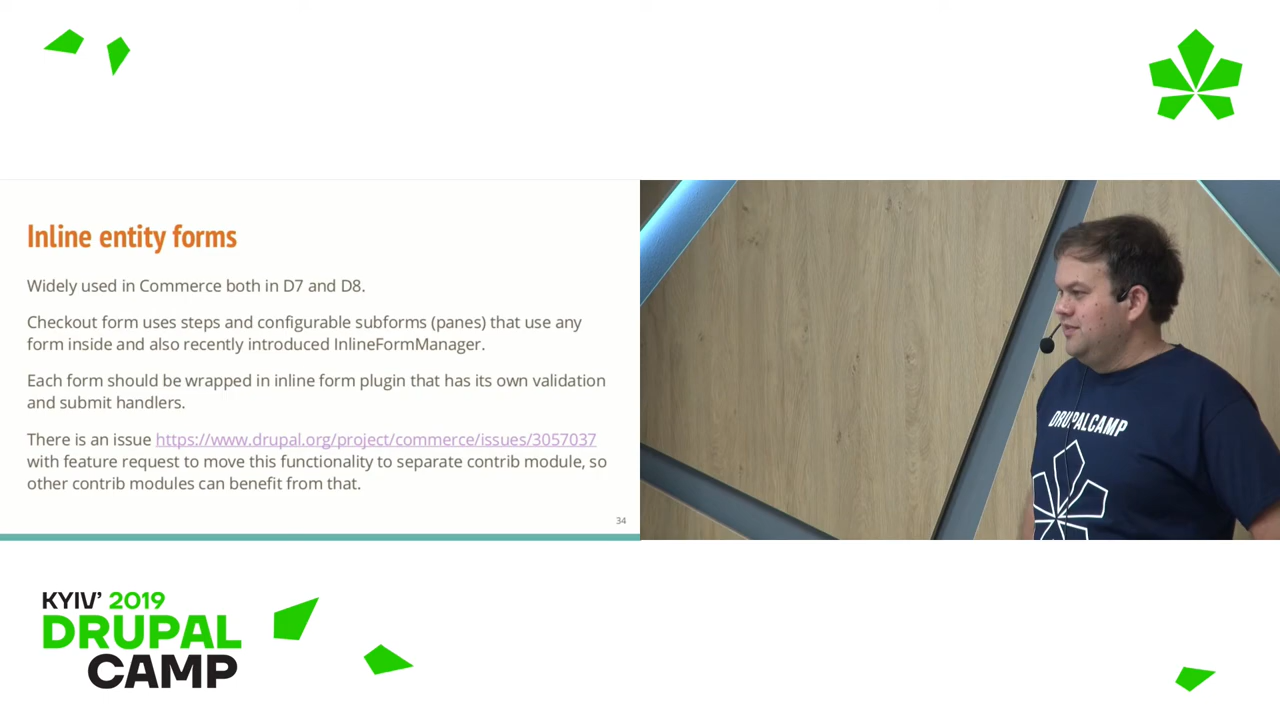 Inline entity forms
Widely used in Commerce both in D7 and D8.
Checkout form uses steps and configurable subforms (panes) that use any
form inside and also recently introduced InlineFormManager.
Each form should be wrapped in inline form plugin that has its own validation
and submit handlers.
There is an issue https://www.drupal.org/project/commerce/issues/3057037
with feature request to move this functionality to separate contrib module, so
other contrib modules can benefit from that.
34
DRUPALCAMP
KYIV' 2019
DRUPAL
CAMP